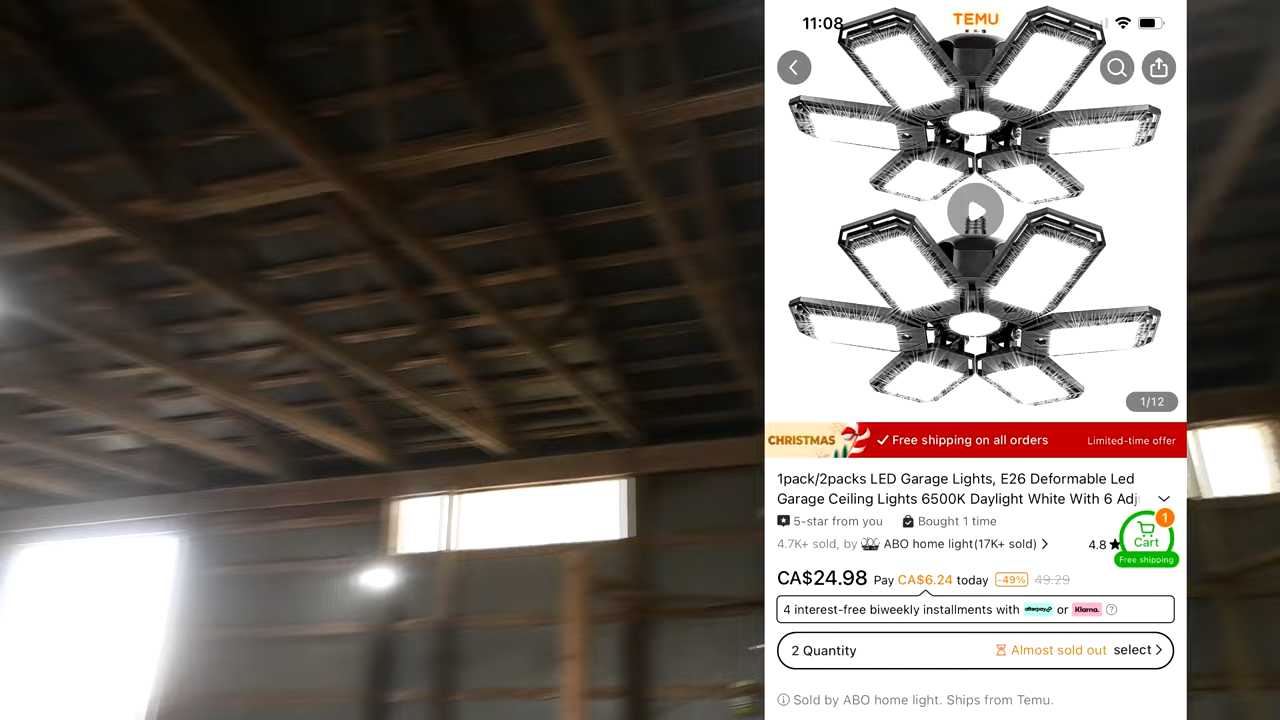 11:08
TEMU
1/12
CHRISTMAS
Free shipping on all orders
Limited-time offer
1pack/2packs LED Garage Lights, E26 Deformable Led
Garage Ceiling Lights 6500K Daylight White With 6 Adj
5-star from you Bought 1 time
1
Cart
Free shipping
4.7K+ sold, by ABO home light(17K+ sold) 4.8
CA$24.98 Pay CA$6.24 today -49% 49.29
4 interest-free biweekly installments with afterpay or Klarna.
2 Quantity Almost sold out select
Sold by ABO home light. Ships from Temu.